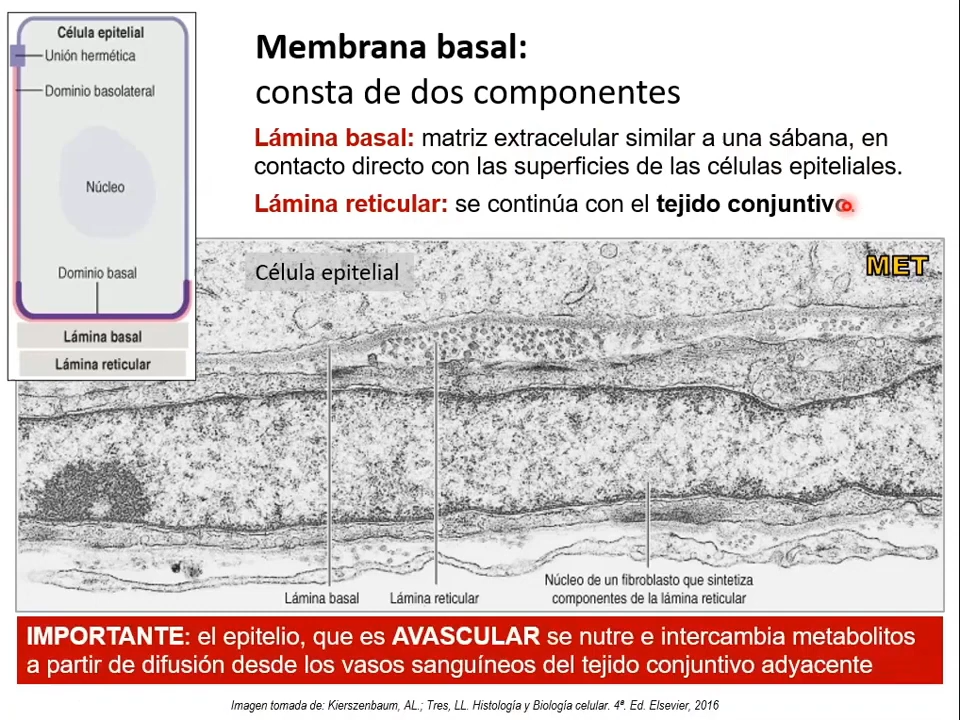 Célula epitelial
Unión hermética
Dominio basolateral
Núcleo
Dominio basal
Lámina basal
Lámina reticular
Membrana basal:
consta de dos componentes
Lámina basal: matriz extracelular similar a una sábana, en
contacto directo con las superficies de las células epiteliales.
Lámina reticular: se continúa con el tejido conjuntivo.
Célula epitelial
MET
Lámina basal
Lámina reticular
Núcleo de un fibroblasto que sintetiza
componentes de la lámina reticular
IMPORTANTE: el epitelio, que es AVASCULAR se nutre e intercambia metabolitos
a partir de difusión desde los vasos sanguíneos del tejido conjuntivo adyacente
Imagen tomada de: Kierszenbaum, AL.; Tres, LL. Histología y Biología celular. 4ª. Ed. Elsevier, 2016